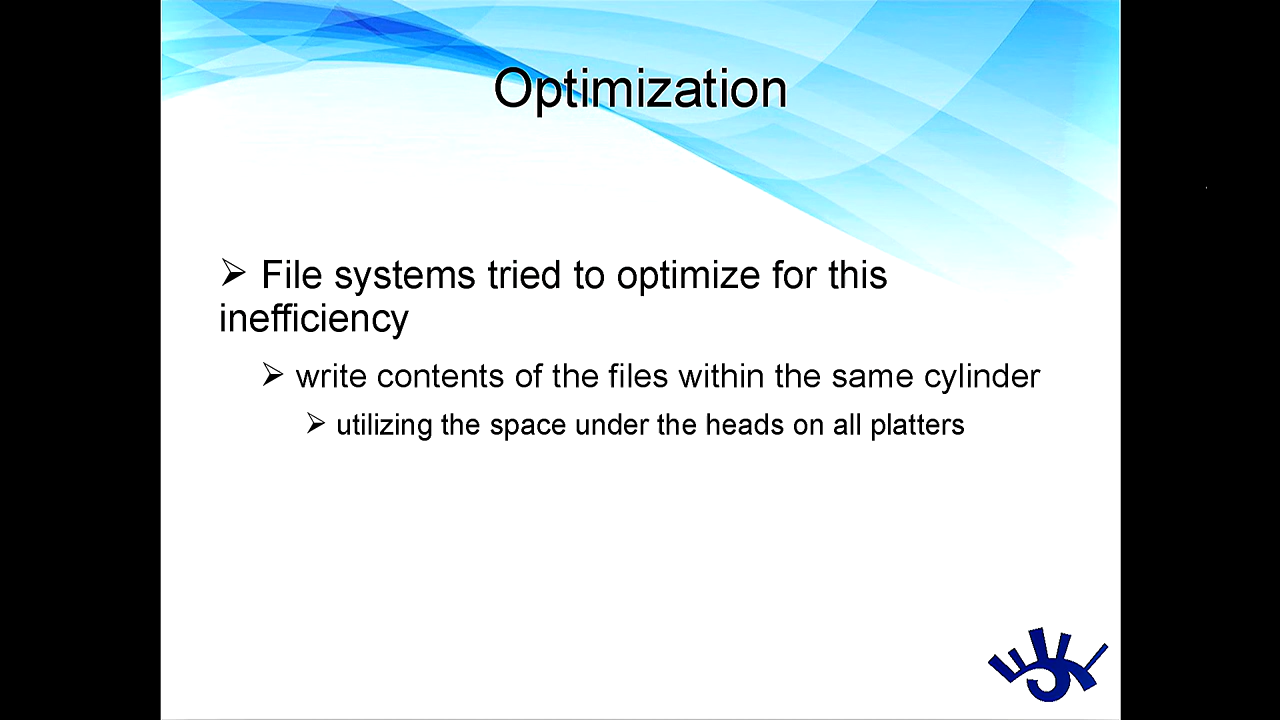 Optimization
File systems tried to optimize for this
inefficiency
write contents of the files within the same cylinder
utilizing the space under the heads on all platters